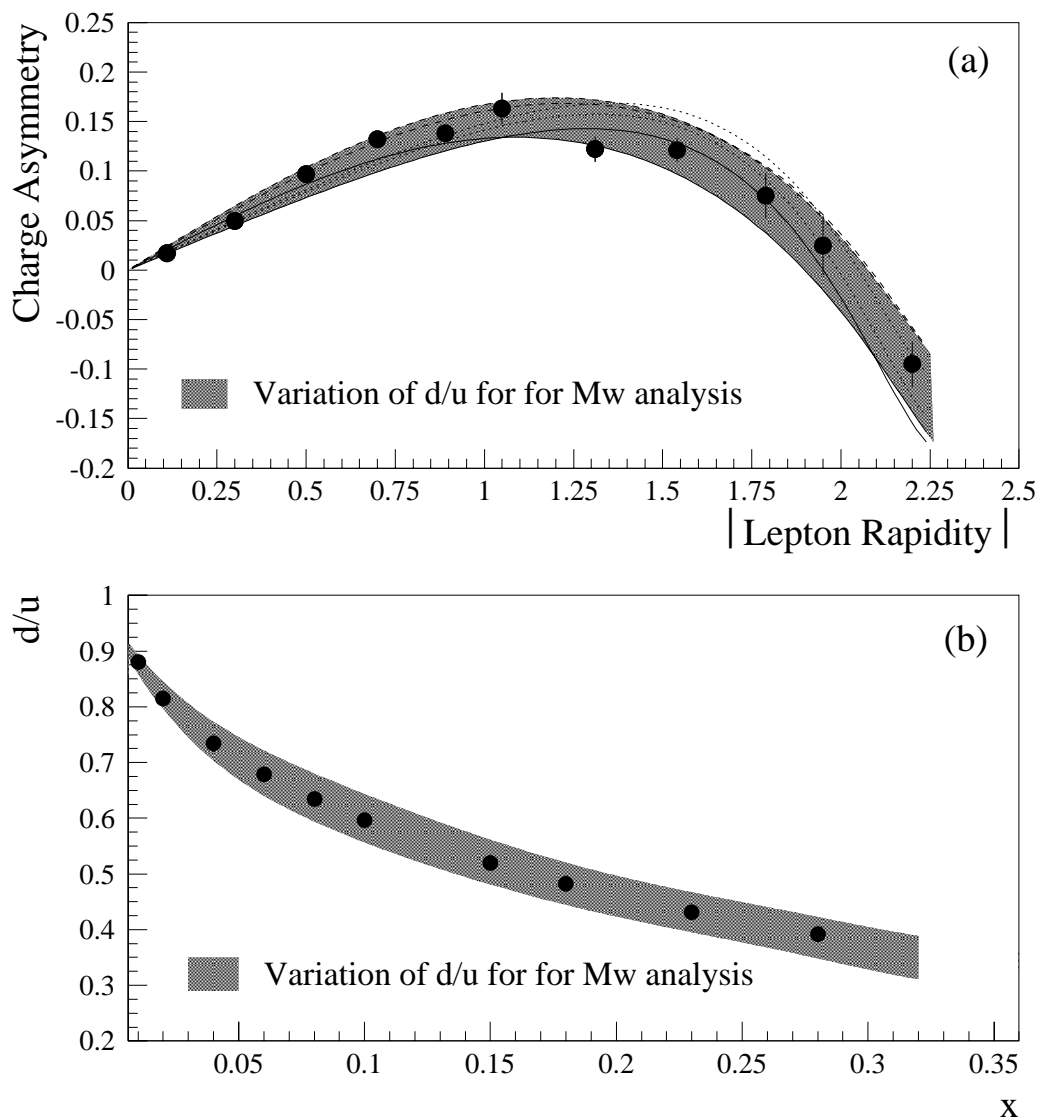 0.25
0.2
0.15
0.1
0.05
0
-0.05
-0.1
-0.15
-0.2
Charge Asymmetry
(a)
Variation of d/u for for Mw analysis
0 0.25 0.5 0.75 1 1.25 1.5 1.75 2 2.25 2.5
| Lepton Rapidity |
1
0.9
0.8
0.7
0.6
0.5
0.4
0.3
0.2
d/u
(b)
Variation of d/u for for Mw analysis
0.05 0.1 0.15 0.2 0.25 0.3 0.35
x